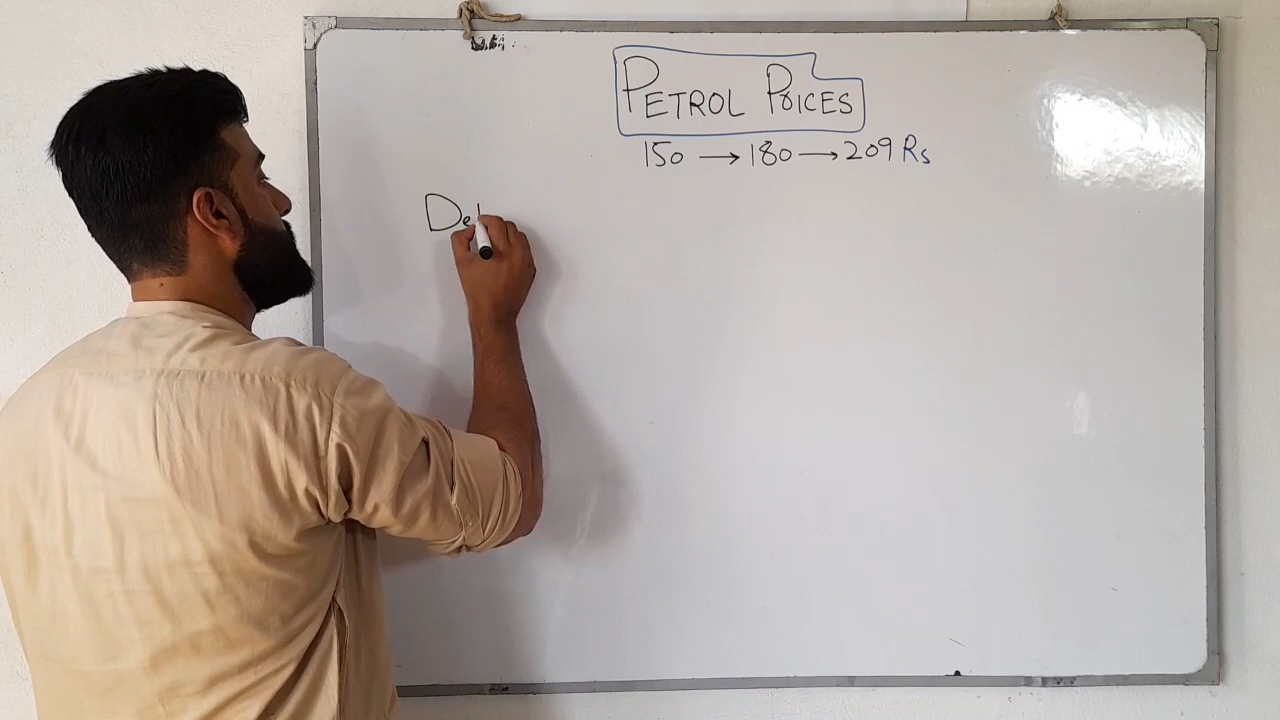 PETROL PRICES
150 → 180 → 209 Rs